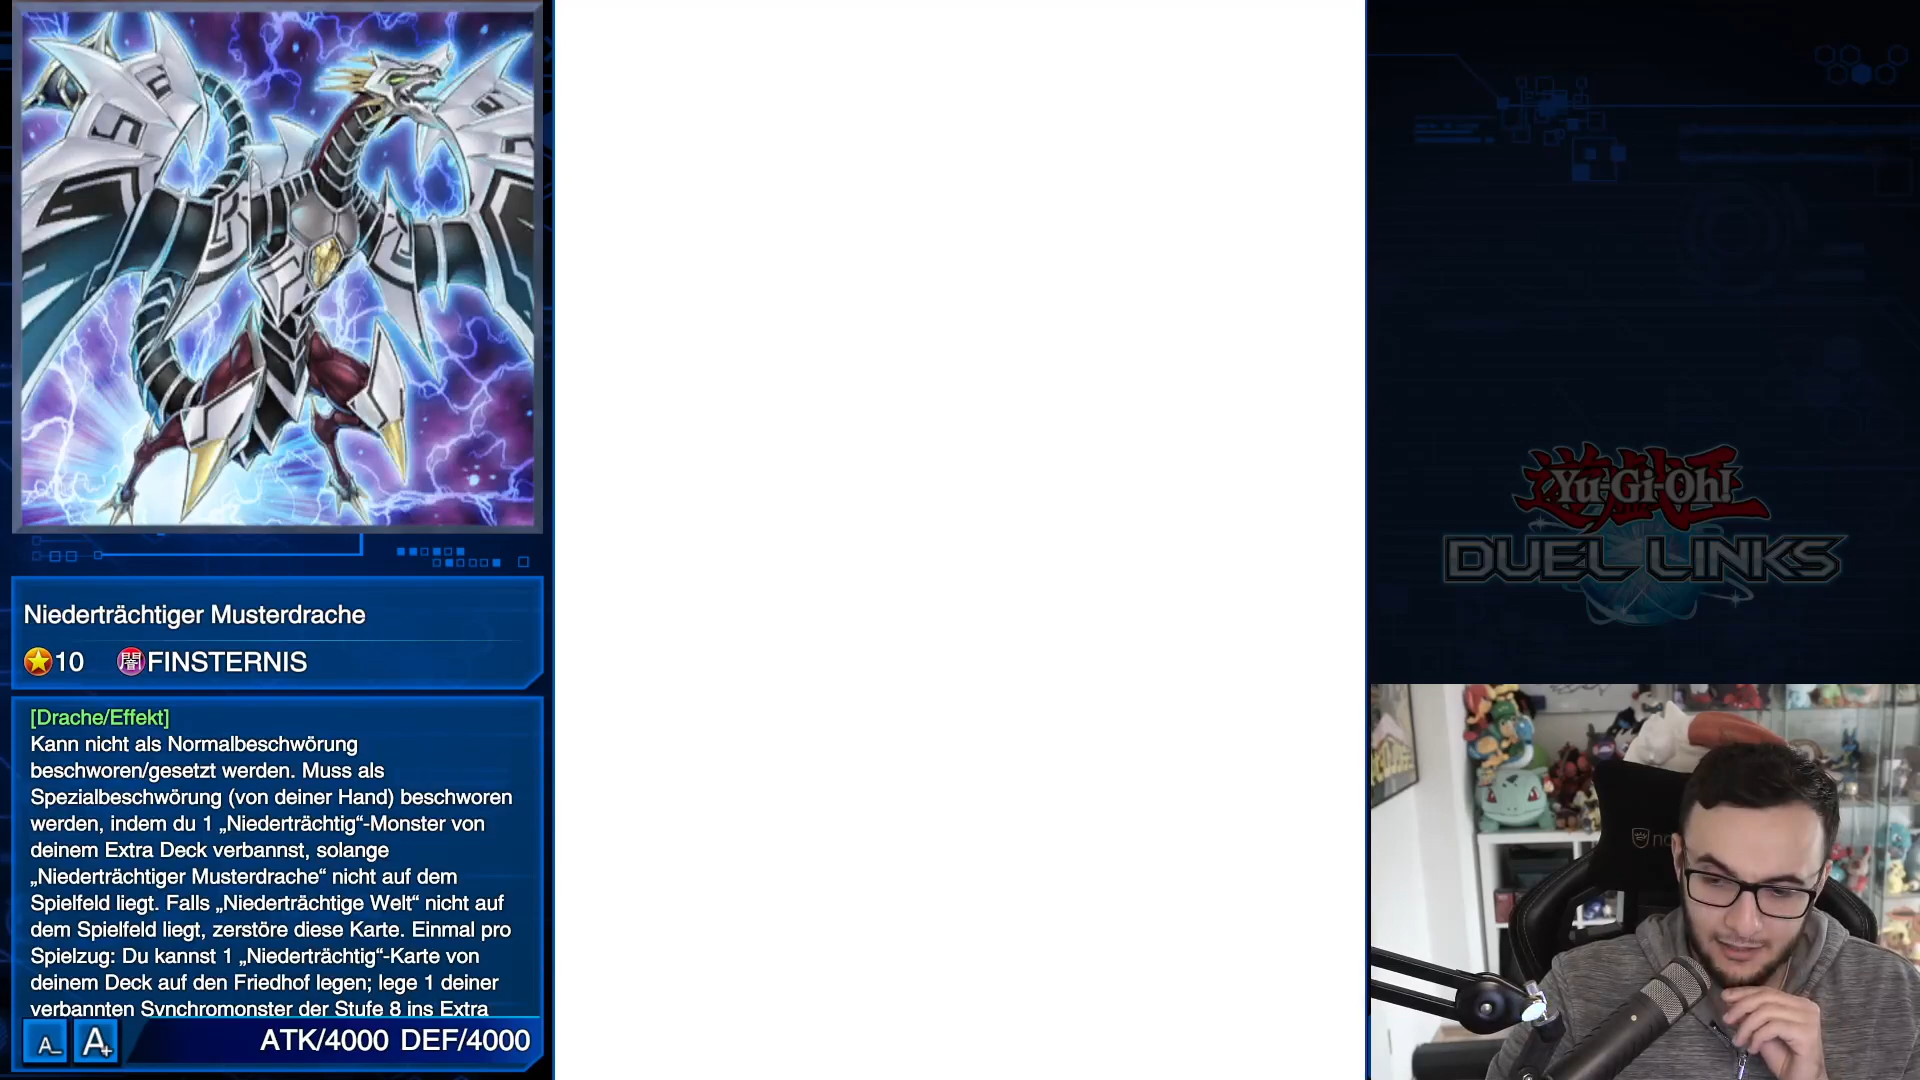 Niederträchtiger Musterdrache
10 闇 FINSTERNIS
[Drache/Effekt]
Kann nicht als Normalbeschwörung
beschworen/gesetzt werden. Muss als
Spezialbeschwörung (von deiner Hand) beschworen
werden, indem du 1 „Niederträchtig“-Monster von
deinem Extra Deck verbannst, solange
„Niederträchtiger Musterdrache“ nicht auf dem
Spielfeld liegt. Falls „Niederträchtige Welt“ nicht auf
dem Spielfeld liegt, zerstöre diese Karte. Einmal pro
Spielzug: Du kannst 1 „Niederträchtig“-Karte von
deinem Deck auf den Friedhof legen; lege 1 deiner
verbannten Synchromonster der Stufe 8 ins Extra
A- A+ ATK/4000 DEF/4000
遊戯王
Yu-Gi-Oh!
DUEL LINKS